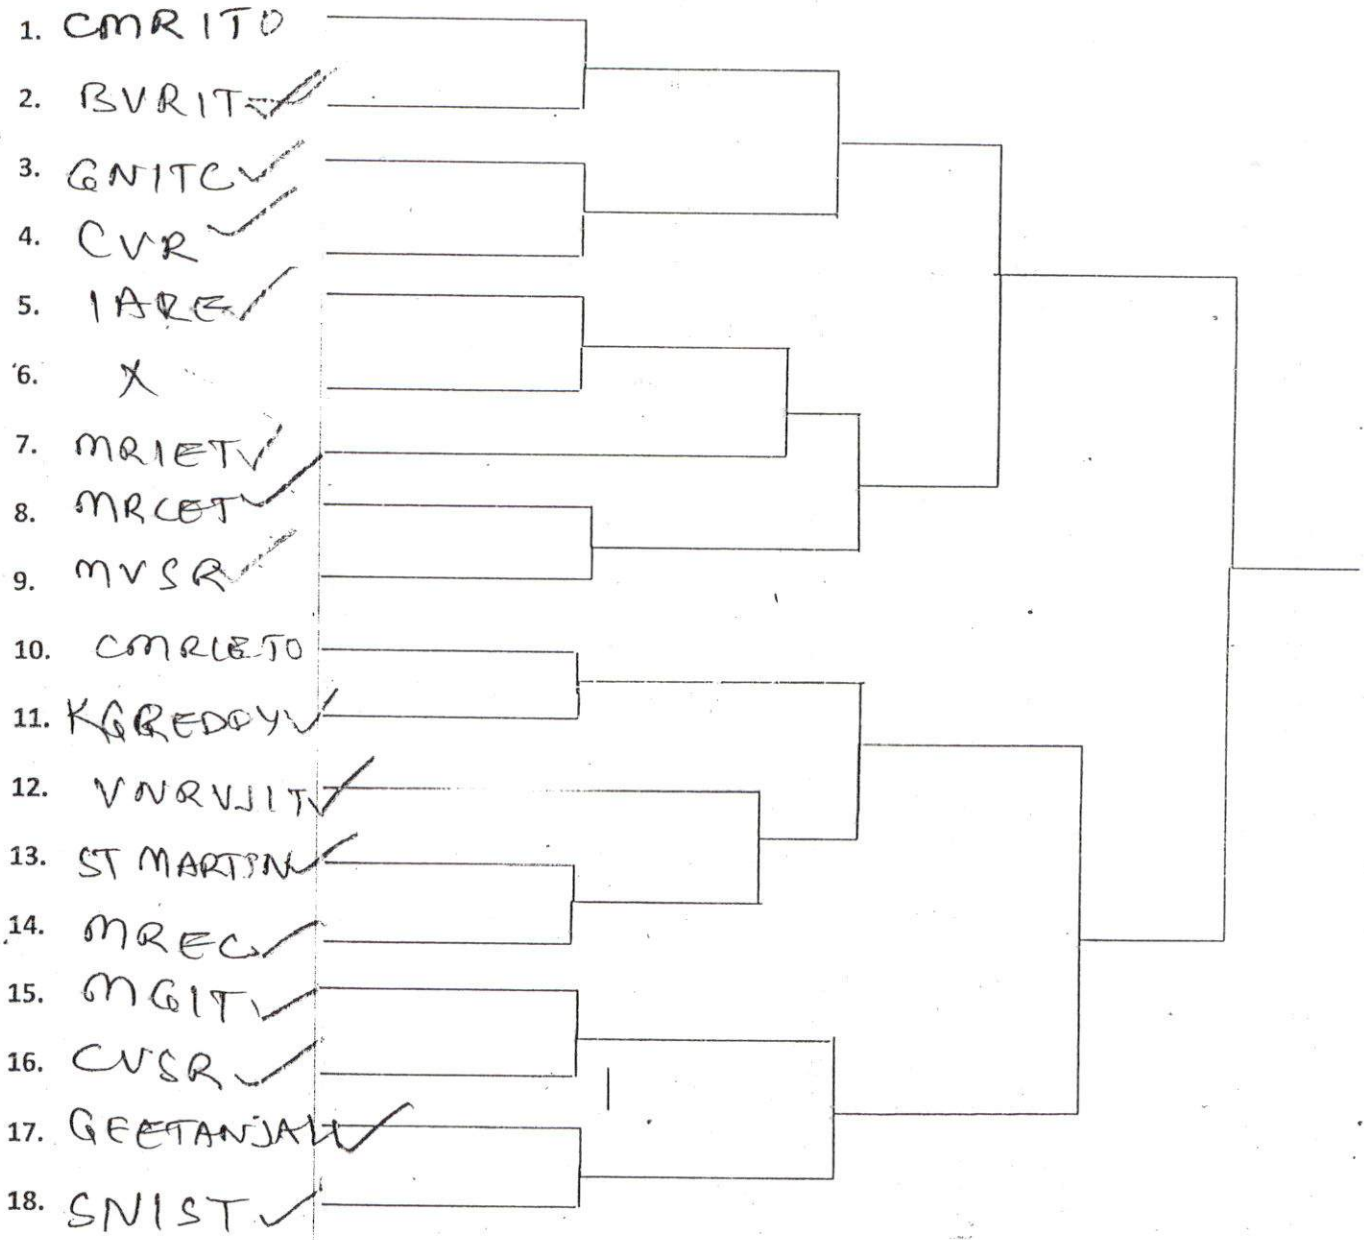 1. CMRITO
2. BVRIT
3. GNITC
4. CVR
5. IARE
6. X
7. MRIET
8. MRCET
9. MVSR
10. CMRCETO
11. KGREDDY
12. VNRVJIT
13. ST MARTIN
14. MREC
15. MGIT
16. CVSR
17. GEETANJALI
18. SNIST